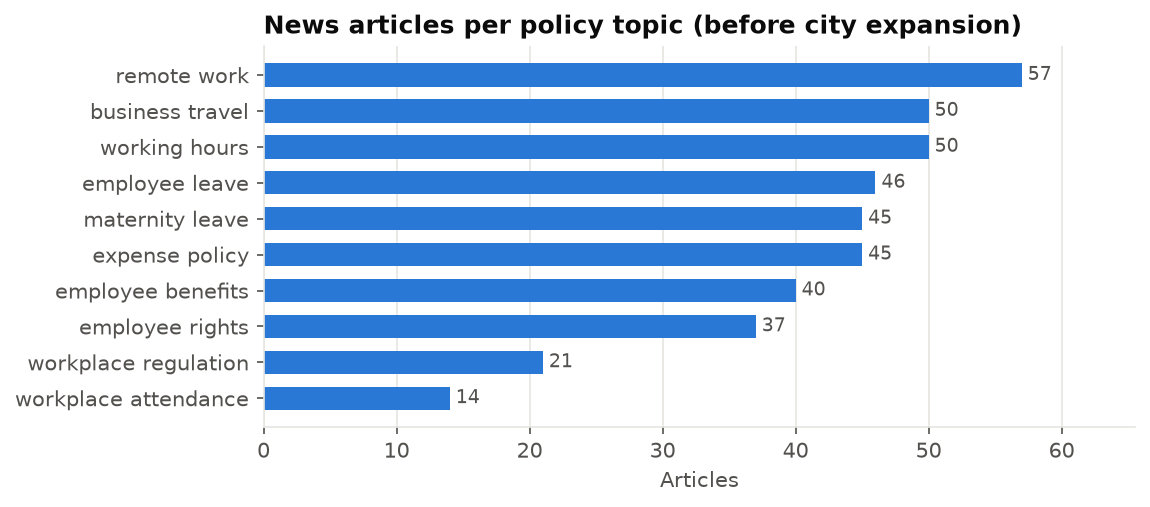 News articles per policy topic (before city expansion)
remote work 57
business travel 50
working hours 50
employee leave 46
maternity leave 45
expense policy 45
employee benefits 40
employee rights 37
workplace regulation 21
workplace attendance 14
0 10 20 30 40 50 60
Articles